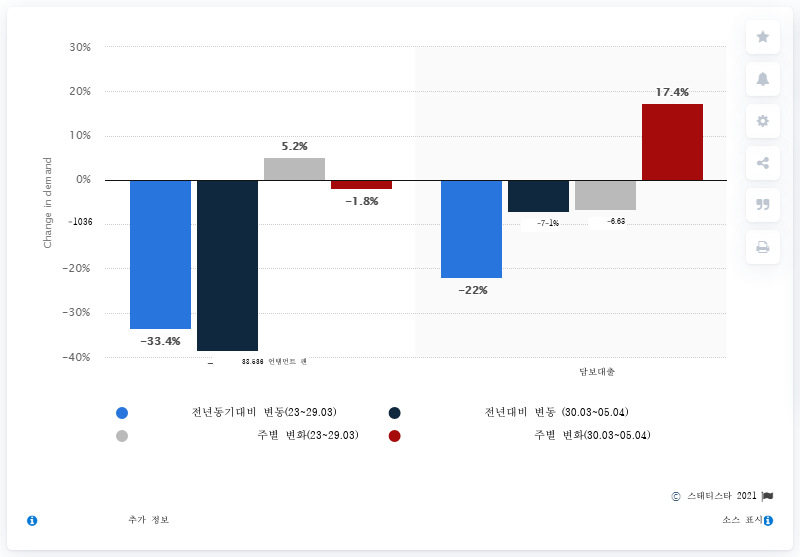 30%
20%
10%
0%
-1036
-20%
-30%
-40%
Change in demand
-33.4%
5.2%
-1.8%
-22%
-7-1%
-6.63
17.4%
담보대출
전년동기대비 변동(23~29.03)
전년대비 변동 (30.03~05.04)
주별 변화(23~29.03)
주별 변화(30.03~05.04)
© 스태티스타 2021
추가 정보
소스 표시